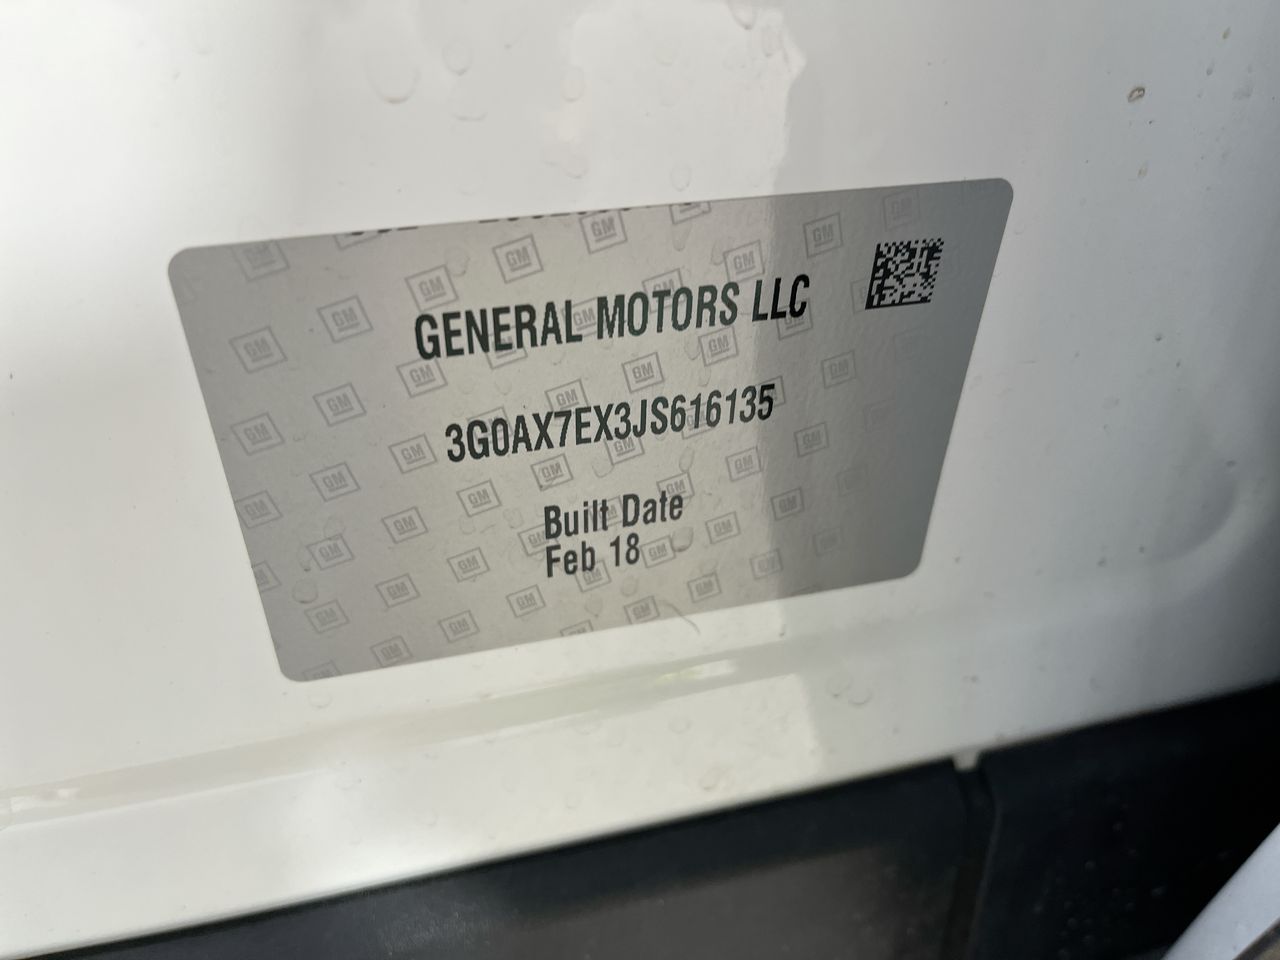 GENERAL MOTORS LLC
3G0AX7EX3JS616135
Built Date
Feb 18